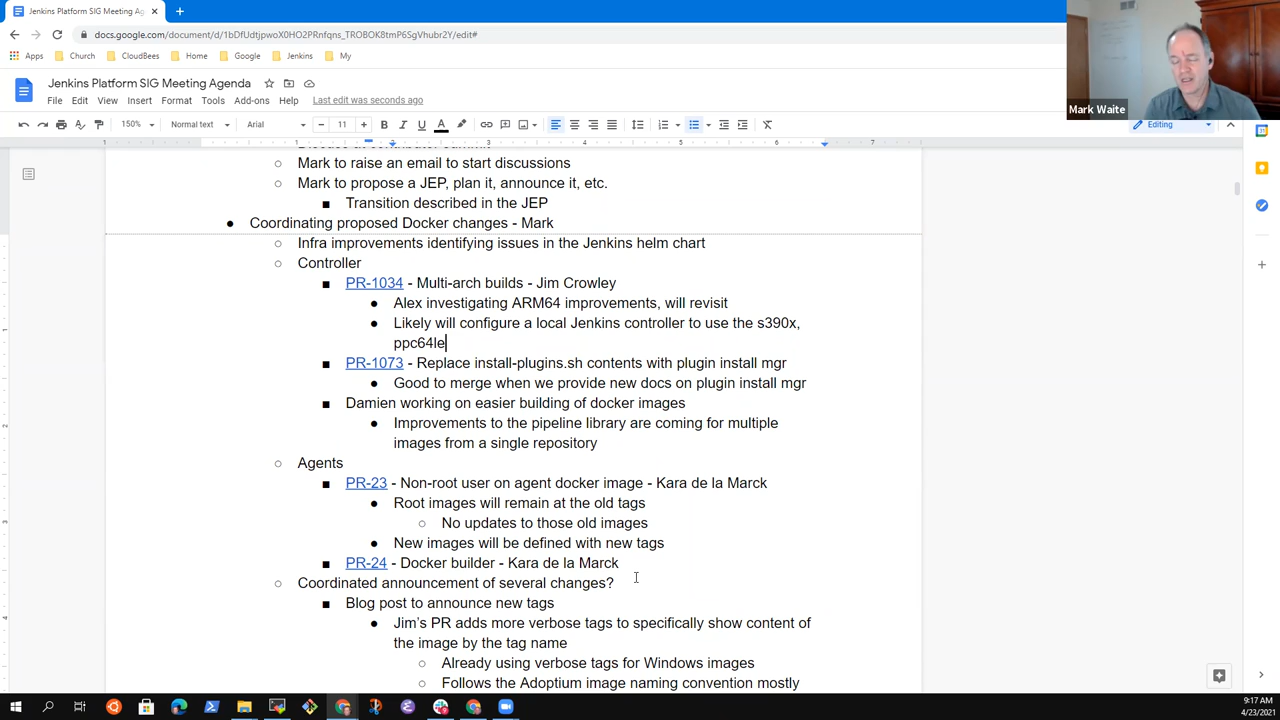 Jenkins Platform SIG Meeting Ag
docs.google.com/document/d/1bDfUdtjpwoX0HO2PRnfqns_TROBOK8tmP6SgVhubr2Y/edit#
Apps
Church
CloudBees
Home
Google
Jenkins
My
Mark Waite
Jenkins Platform SIG Meeting Agenda
File Edit View Insert Format Tools Add-ons Help Last edit was seconds ago
150% Normal text Arial 11 Editing
1 1 2 3 4 5 6 7
Mark to raise an email to start discussions
Mark to propose a JEP, plan it, announce it, etc.
Transition described in the JEP
Coordinating proposed Docker changes - Mark
Infra improvements identifying issues in the Jenkins helm chart
Controller
PR-1034 - Multi-arch builds - Jim Crowley
Alex investigating ARM64 improvements, will revisit
Likely will configure a local Jenkins controller to use the s390x,
ppc64le
PR-1073 - Replace install-plugins.sh contents with plugin install mgr
Good to merge when we provide new docs on plugin install mgr
Damien working on easier building of docker images
Improvements to the pipeline library are coming for multiple
images from a single repository
Agents
PR-23 - Non-root user on agent docker image - Kara de la Marck
Root images will remain at the old tags
No updates to those old images
New images will be defined with new tags
PR-24 - Docker builder - Kara de la Marck
Coordinated announcement of several changes?
Blog post to announce new tags
Jim's PR adds more verbose tags to specifically show content of
the image by the tag name
Already using verbose tags for Windows images
Follows the Adoptium image naming convention mostly
9:17 AM
4/23/2021